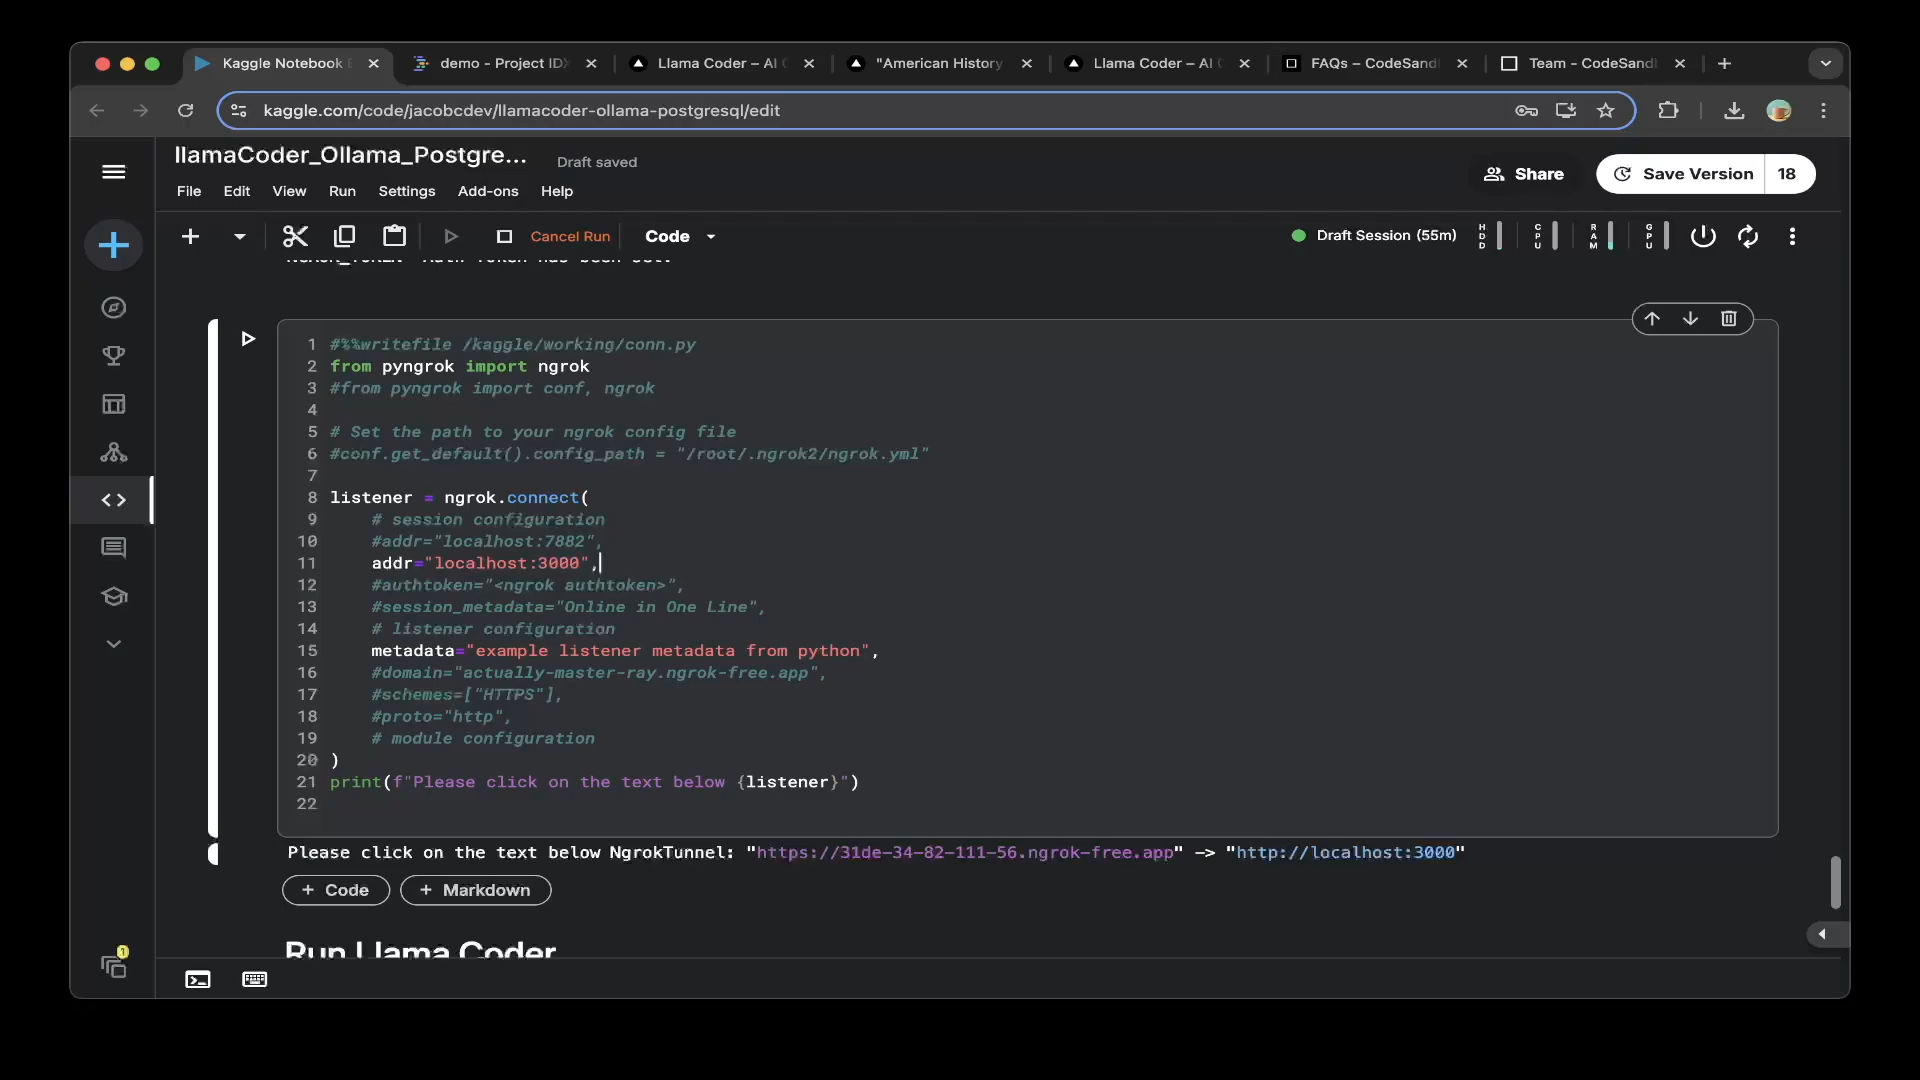 Kaggle Notebook E
demo - Project IDX
Llama Coder – AI C
"American History
Llama Coder – AI C
FAQs – CodeSand
Team - CodeSand
kaggle.com/code/jacobcdev/llamacoder-ollama-postgresql/edit
llamaCoder_Ollama_Postgre...
Draft saved
Share
Save Version 18
File Edit View Run Settings Add-ons Help
Cancel Run
Code
Draft Session (55m)
HDD
CPU
RAM
GPU
1 #%%writefile /kaggle/working/conn.py
2 from pyngrok import ngrok
3 #from pyngrok import conf, ngrok
4
5 # Set the path to your ngrok config file
6 #conf.get_default().config_path = "/root/.ngrok2/ngrok.yml"
7
8 listener = ngrok.connect(
9 # session configuration
10 #addr="localhost:7882",
11 addr="localhost:3000",
12 #authtoken="<ngrok authtoken>",
13 #session_metadata="Online in One Line",
14 # listener configuration
15 metadata="example listener metadata from python",
16 #domain="actually-master-ray.ngrok-free.app",
17 #schemes=["HTTPS"],
18 #proto="http",
19 # module configuration
20 )
21 print(f"Please click on the text below {listener}")
22
Please click on the text below NgrokTunnel: "https://31de-34-82-111-56.ngrok-free.app" -> "http://localhost:3000"
+ Code
+ Markdown
Run Llama Coder
1